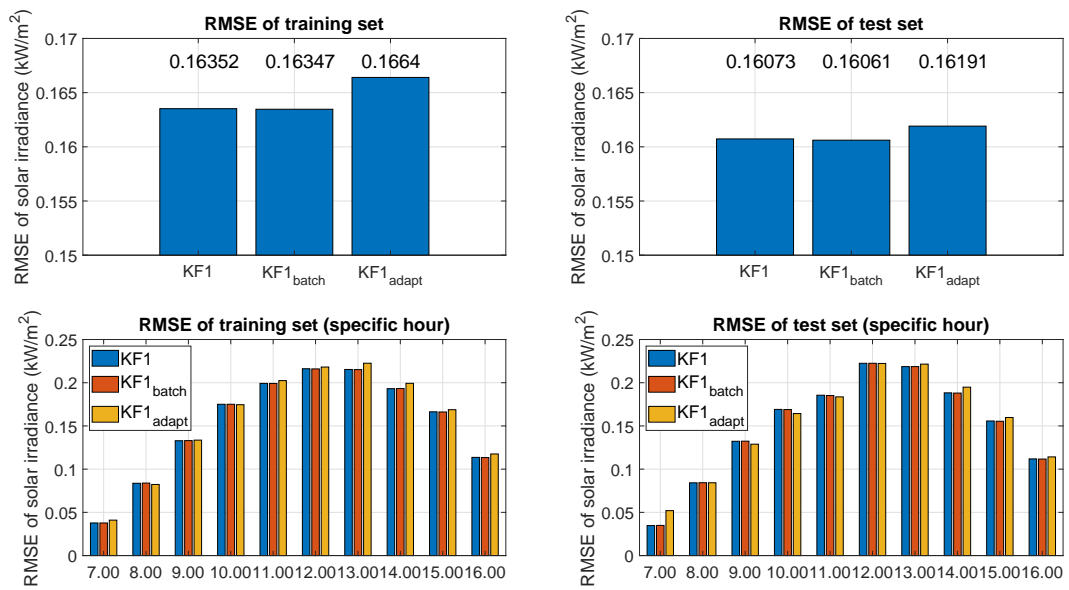 RMSE of training set
RMSE of solar irradiance (kW/m²)
0.17
0.165
0.16
0.155
0.15
0.16352 0.16347 0.1664
KF1 KF1batch KF1adapt
RMSE of test set
RMSE of solar irradiance (kW/m²)
0.17
0.165
0.16
0.155
0.15
0.16073 0.16061 0.16191
KF1 KF1batch KF1adapt
RMSE of training set (specific hour)
RMSE of solar irradiance (kW/m²)
0.25
0.2
0.15
0.1
0.05
0
KF1
KF1batch
KF1adapt
7.00 8.00 9.00 10.00 11.00 12.00 13.00 14.00 15.00 16.00
RMSE of test set (specific hour)
RMSE of solar irradiance (kW/m²)
0.25
0.2
0.15
0.1
0.05
0
KF1
KF1batch
KF1adapt
7.00 8.00 9.00 10.00 11.00 12.00 13.00 14.00 15.00 16.00